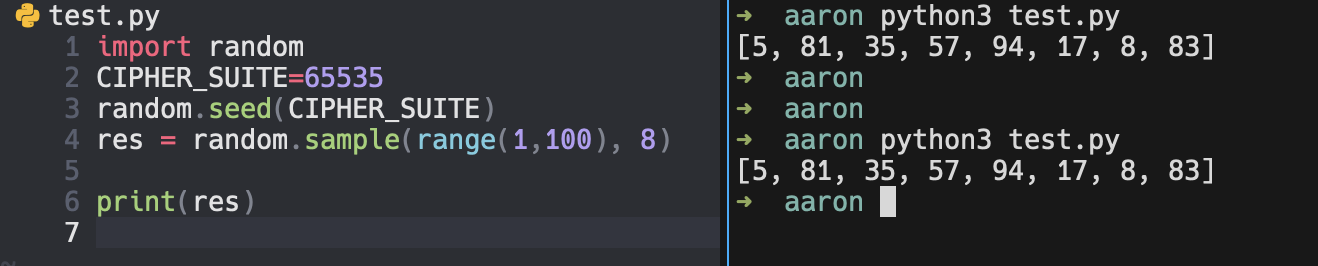 test.py
1 import random
2 CIPHER_SUITE=65535
3 random.seed(CIPHER_SUITE)
4 res = random.sample(range(1,100), 8)
5
6 print(res)
7
→ aaron python3 test.py
[5, 81, 35, 57, 94, 17, 8, 83]
→ aaron
→ aaron
→ aaron python3 test.py
[5, 81, 35, 57, 94, 17, 8, 83]
→ aaron